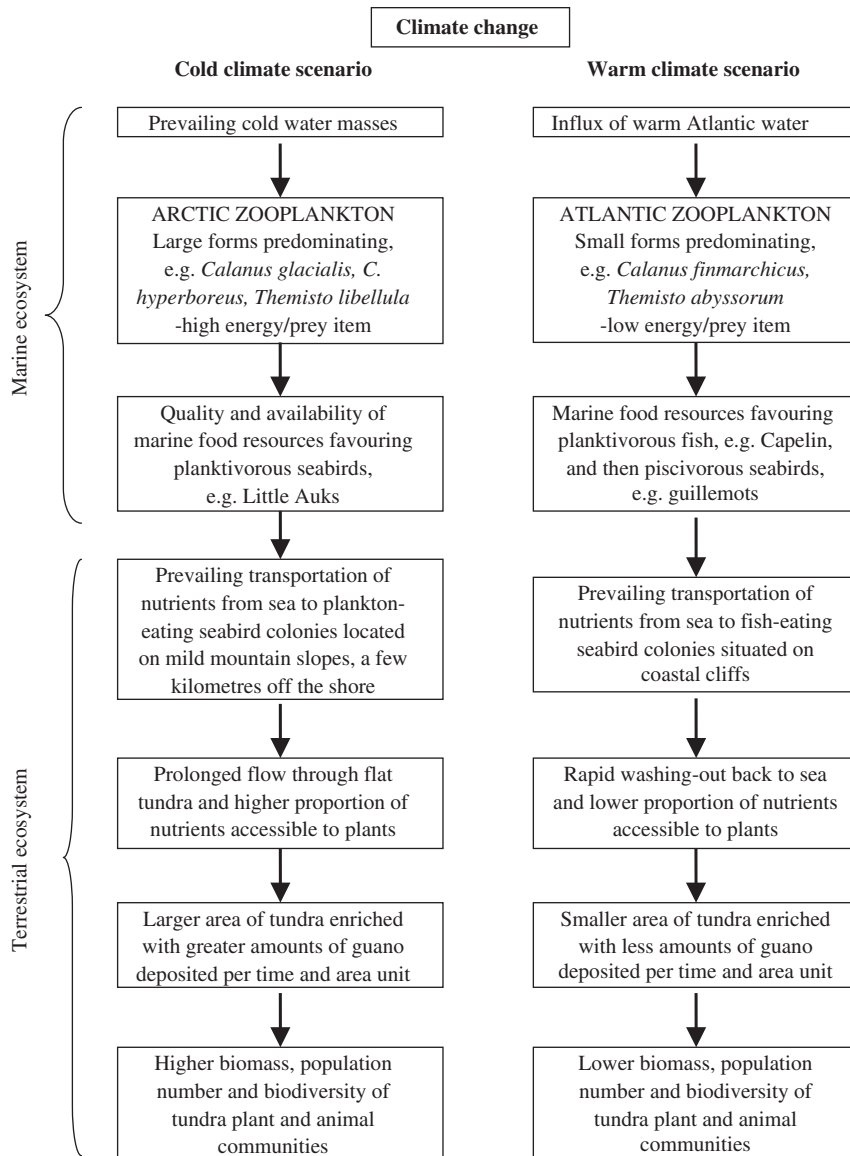 Climate change
Cold climate scenario
Warm climate scenario
Marine ecosystem
Prevailing cold water masses
Influx of warm Atlantic water
ARCTIC ZOOPLANKTON
Large forms predominating,
e.g. Calanus glacialis, C.
hyperboreus, Themisto libellula
-high energy/prey item
ATLANTIC ZOOPLANKTON
Small forms predominating,
e.g. Calanus finmarchicus,
Themisto abyssorum
-low energy/prey item
Quality and availability of
marine food resources favouring
planktivorous seabirds,
e.g. Little Auks
Marine food resources favouring
planktivorous fish, e.g. Capelin,
and then piscivorous seabirds,
e.g. guillemots
Terrestrial ecosystem
Prevailing transportation of
nutrients from sea to plankton-
eating seabird colonies located
on mild mountain slopes, a few
kilometres off the shore
Prevailing transportation of
nutrients from sea to fish-eating
seabird colonies situated on
coastal cliffs
Prolonged flow through flat
tundra and higher proportion of
nutrients accessible to plants
Rapid washing-out back to sea
and lower proportion of nutrients
accessible to plants
Larger area of tundra enriched
with greater amounts of guano
deposited per time and area unit
Smaller area of tundra enriched
with less amounts of guano
deposited per time and area unit
Higher biomass, population
number and biodiversity of
tundra plant and animal
communities
Lower biomass, population
number and biodiversity of
tundra plant and animal
communities